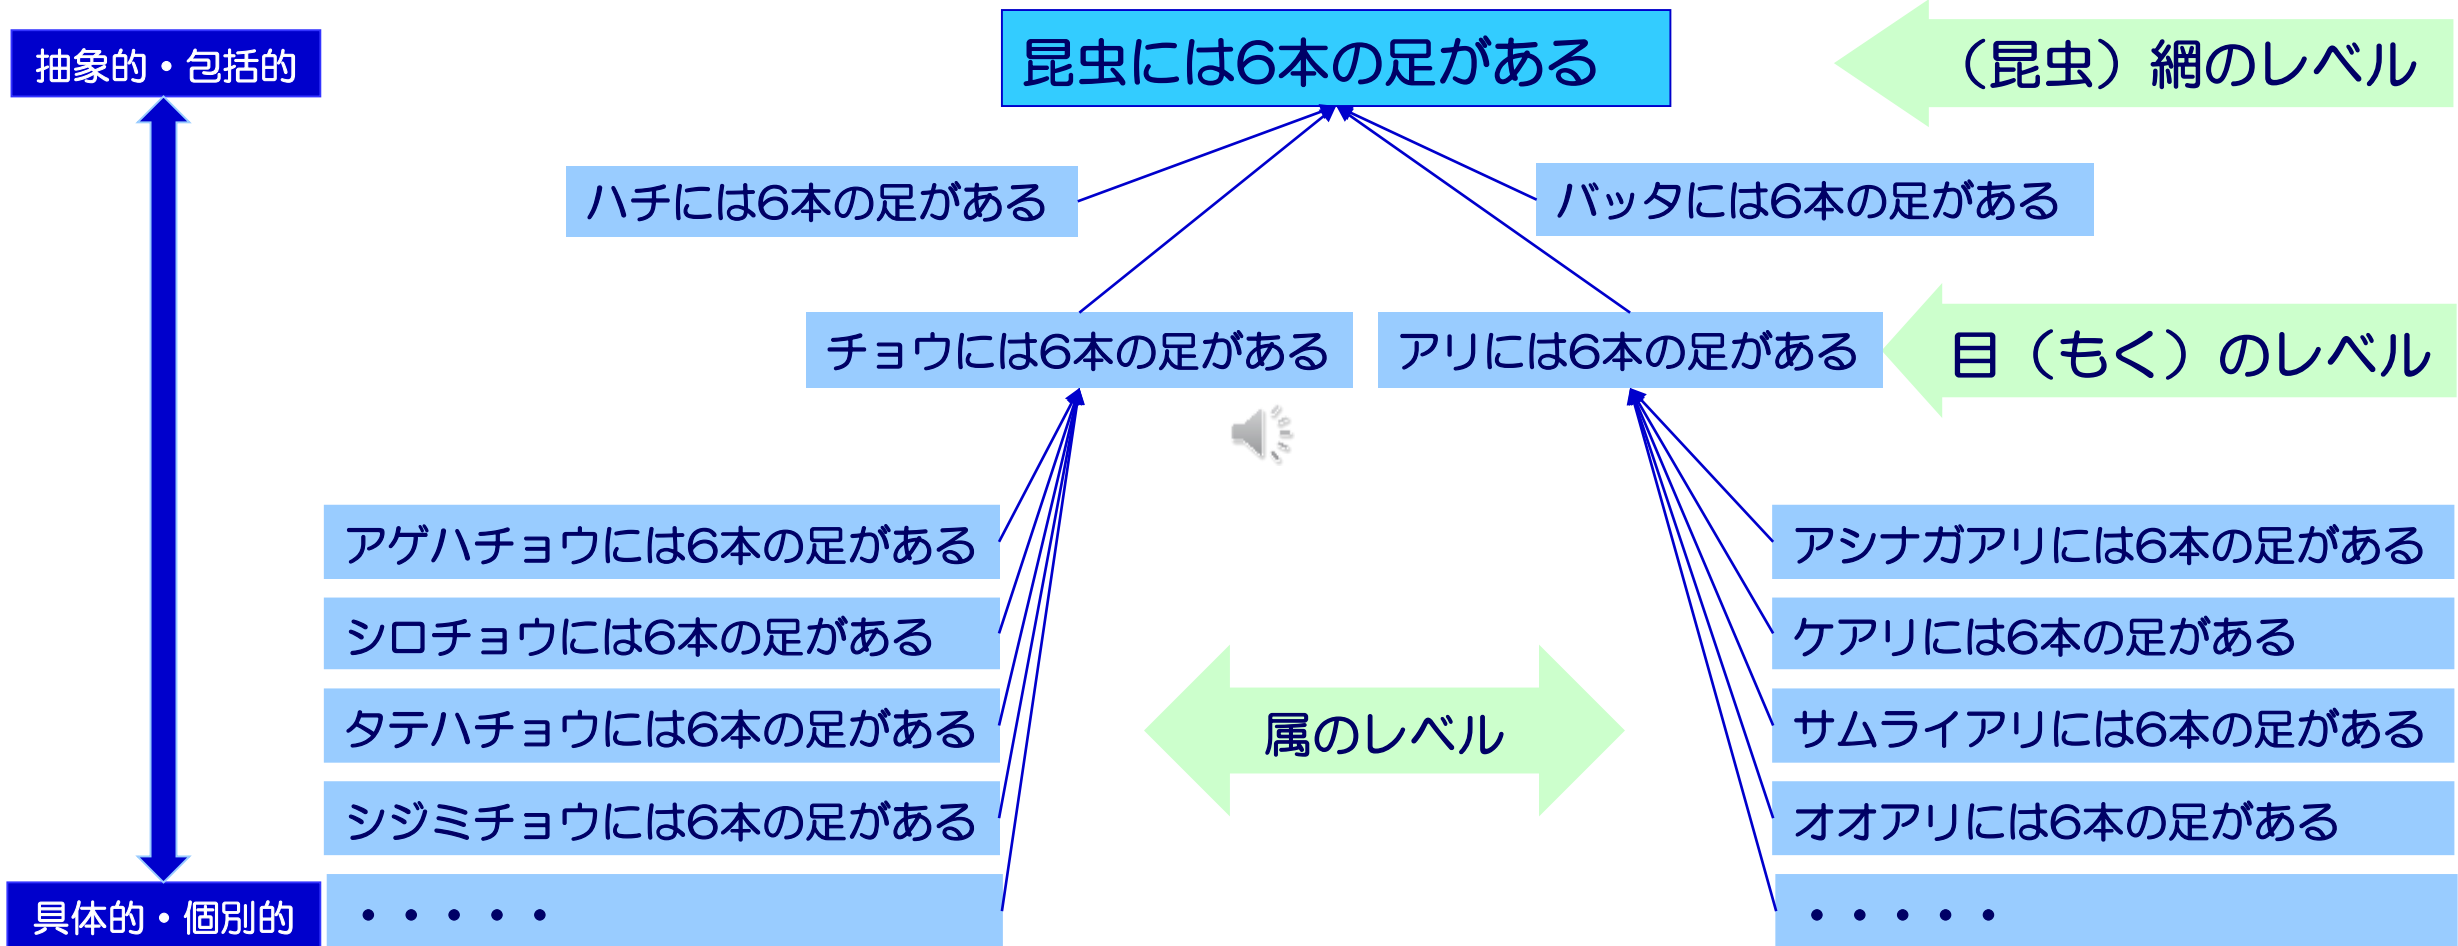 抽象的・包括的
昆虫には6本の足がある
（昆虫）網のレベル
ハチには6本の足がある
バッタには6本の足がある
チョウには6本の足がある
アリには6本の足がある
目（もく）のレベル
アゲハチョウには6本の足がある
シロチョウには6本の足がある
タテハチョウには6本の足がある
シジミチョウには6本の足がある
・・・・・
属のレベル
アシナガアリには6本の足がある
ケアリには6本の足がある
サムライアリには6本の足がある
オオアリには6本の足がある
・・・・・
具体的・個別的